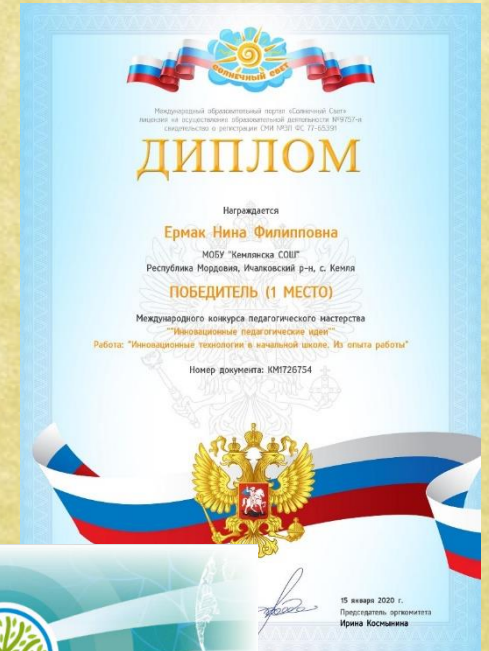 СОЛНЕЧНЫЙ СВЕТ
Международный образовательный портал «Солнечный Свет»
лицензия на осуществление образовательной деятельности №9757-л
свидетельство о регистрации СМИ №ЭЛ ФС 77-65391
ДИПЛОМ
Награждается
Ермак Нина Филипповна
МОБУ "Кемлянска СОШ"
Республика Мордовия, Ичалковский р-н, с. Кемля
ПОБЕДИТЕЛЬ (1 МЕСТО)
Международного конкурса педагогического мастерства
""Инновационные педагогические идеи""
Работа: "Инновационные технологии в начальной школе. Из опыта работы"
Номер документа: КМ1726754
15 января 2020 г.
Председатель оргкомитета
Ирина Космынина